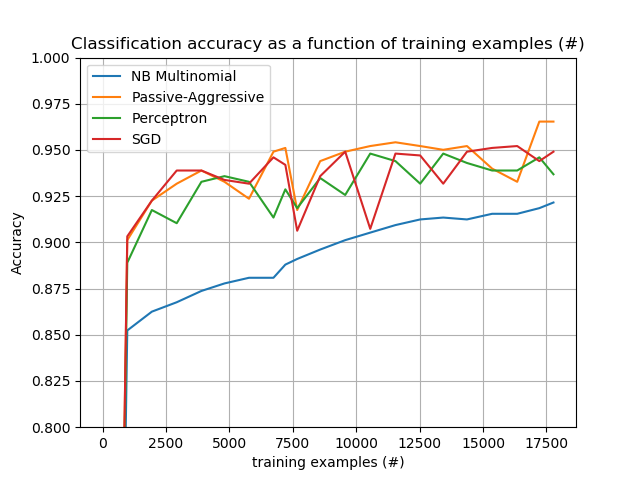 Classification accuracy as a function of training examples (#)
NB Multinomial
Passive-Aggressive
Perceptron
SGD
Accuracy
1.000
0.975
0.950
0.925
0.900
0.875
0.850
0.825
0.800
0 2500 5000 7500 10000 12500 15000 17500
training examples (#)